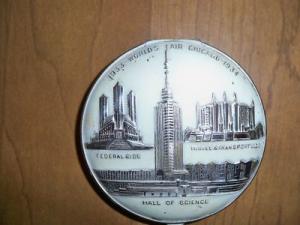 1933 WORLD'S FAIR CHICAGO 1934
FEDERAL BLDG
TRAVEL & TRANSPORT BLDG
HALL OF SCIENCE